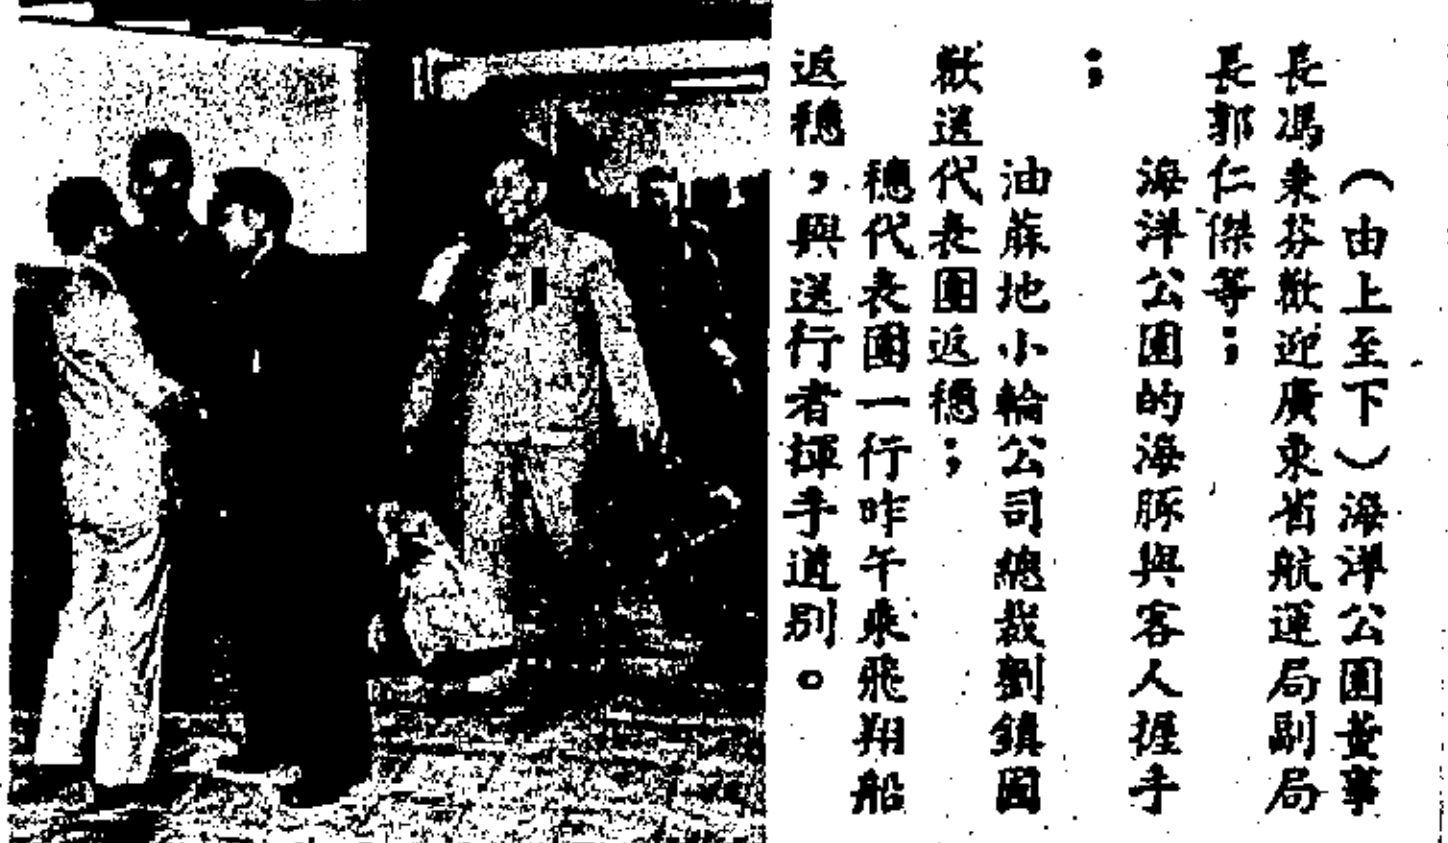 (由上至下)海洋公園董事
長馮秉芬歡迎廣東省航運局副局
長郭仁傑等;
海洋公園的海豚與客人握手
;
油蔴地小輪公司總裁劉鎮國
歡送代表團返穗;
穗代表團一行昨午乘飛翔船
返穗,與送行者揮手道別。